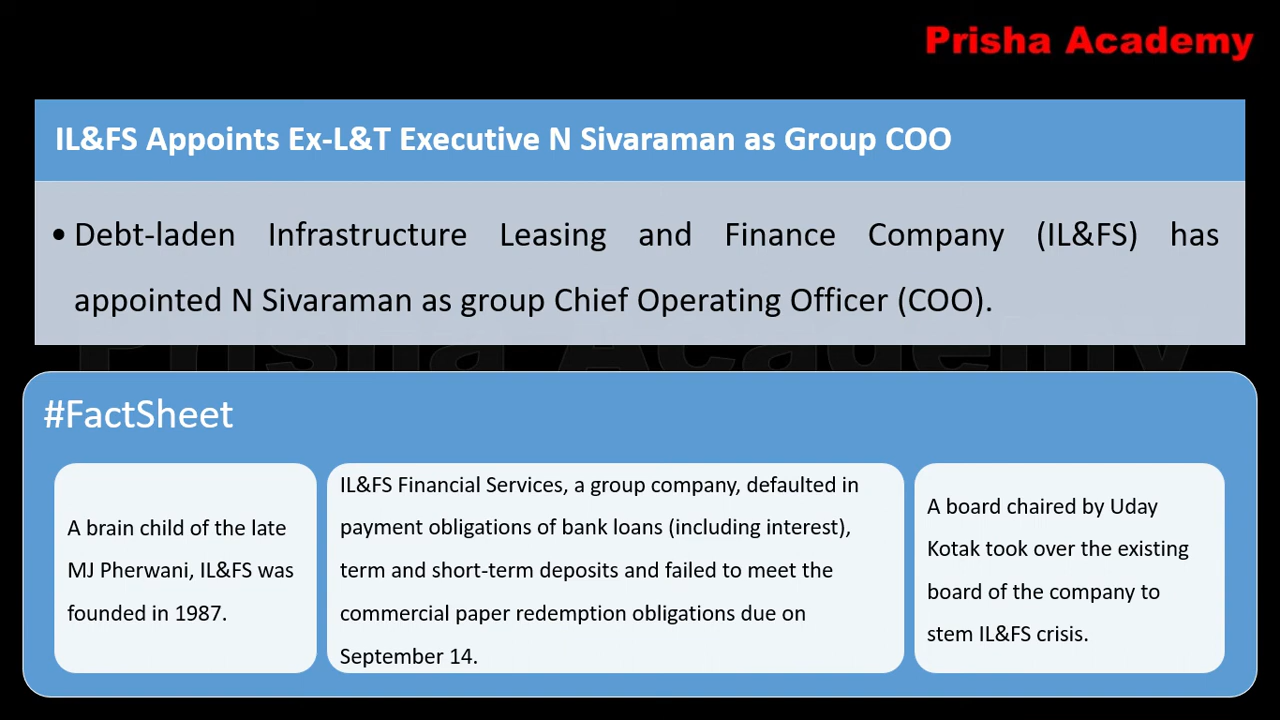 Prisha Academy
IL&FS Appoints Ex-L&T Executive N Sivaraman as Group COO
• Debt-laden Infrastructure Leasing and Finance Company (IL&FS) has
appointed N Sivaraman as group Chief Operating Officer (COO).
Prisha Academy
#FactSheet
A brain child of the late
MJ Pherwani, IL&FS was
founded in 1987.
IL&FS Financial Services, a group company, defaulted in
payment obligations of bank loans (including interest),
term and short-term deposits and failed to meet the
commercial paper redemption obligations due on
September 14.
A board chaired by Uday
Kotak took over the existing
board of the company to
stem IL&FS crisis.